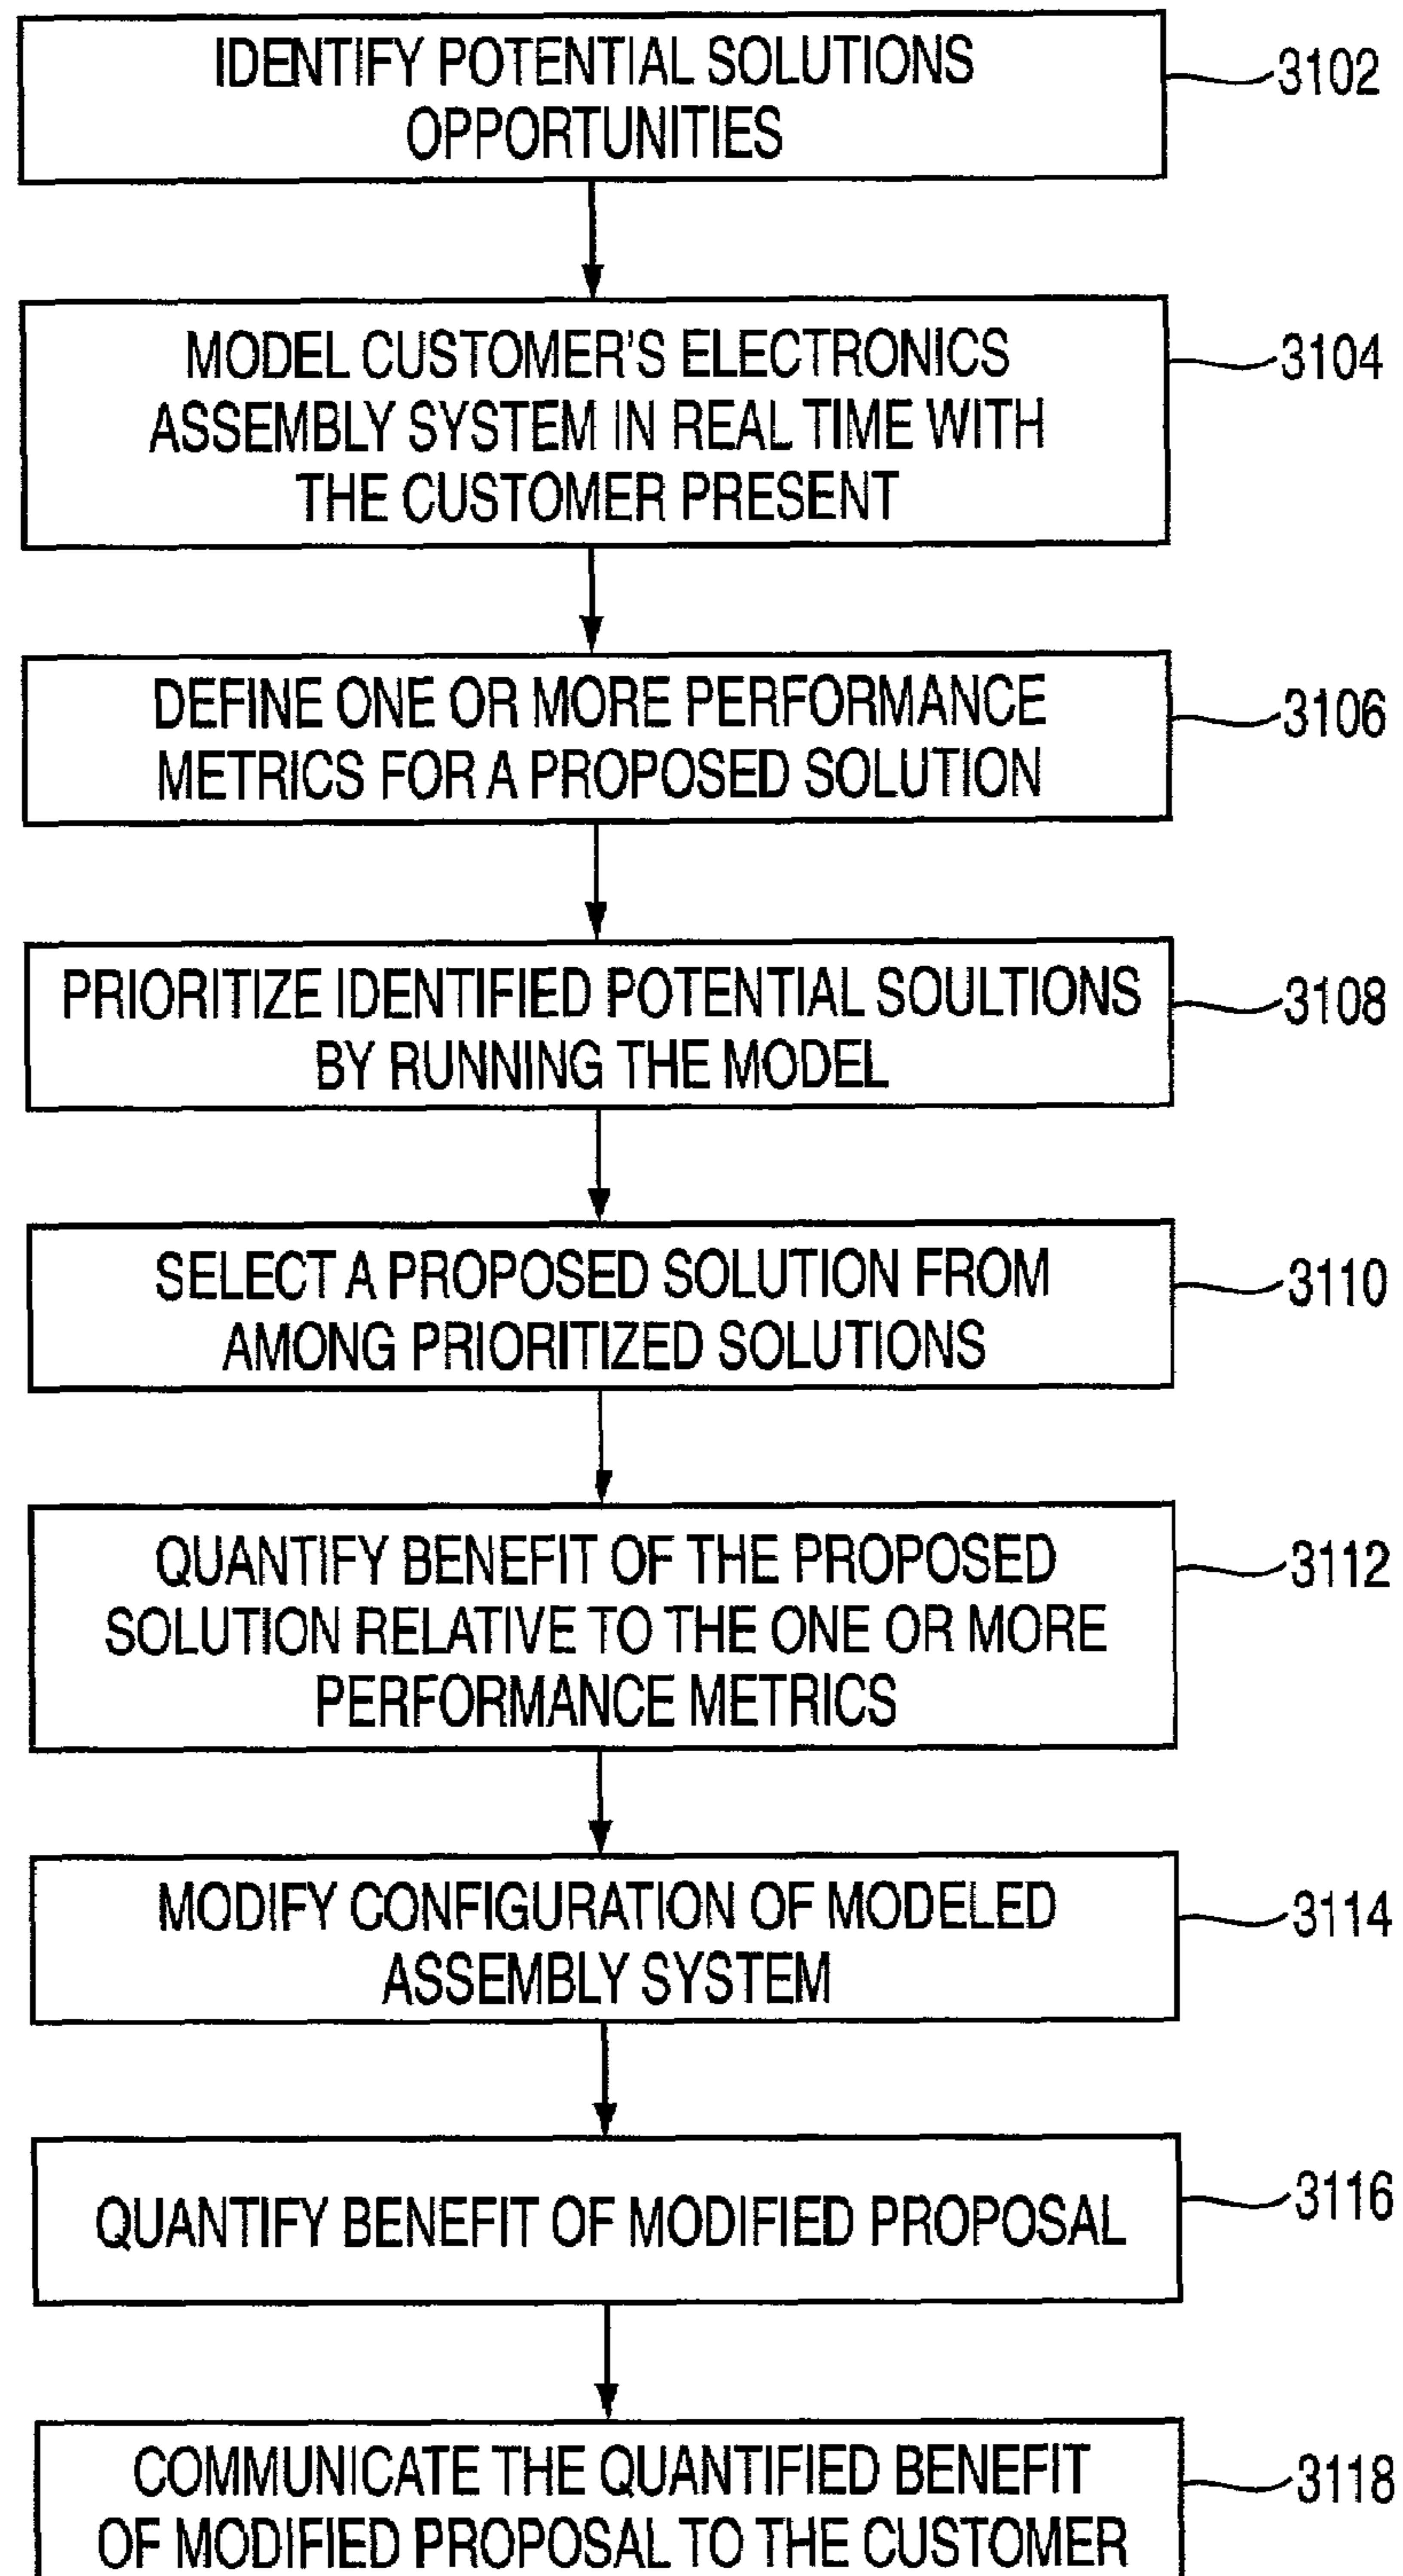 IDENTIFY POTENTIAL SOLUTIONS
OPPORTUNITIES
3102
MODEL CUSTOMER'S ELECTRONICS
ASSEMBLY SYSTEM IN REAL TIME WITH
THE CUSTOMER PRESENT
3104
DEFINE ONE OR MORE PERFORMANCE
METRICS FOR A PROPOSED SOLUTION
3106
PRIORITIZE IDENTIFIED POTENTIAL SOULTIONS
BY RUNNING THE MODEL
3108
SELECT A PROPOSED SOLUTION FROM
AMONG PRIORITIZED SOLUTIONS
3110
QUANTIFY BENEFIT OF THE PROPOSED
SOLUTION RELATIVE TO THE ONE OR MORE
PERFORMANCE METRICS
3112
MODIFY CONFIGURATION OF MODELED
ASSEMBLY SYSTEM
3114
QUANTIFY BENEFIT OF MODIFIED PROPOSAL
3116
COMMUNICATE THE QUANTIFIED BENEFIT
OF MODIFIED PROPOSAL TO THE CUSTOMER
3118